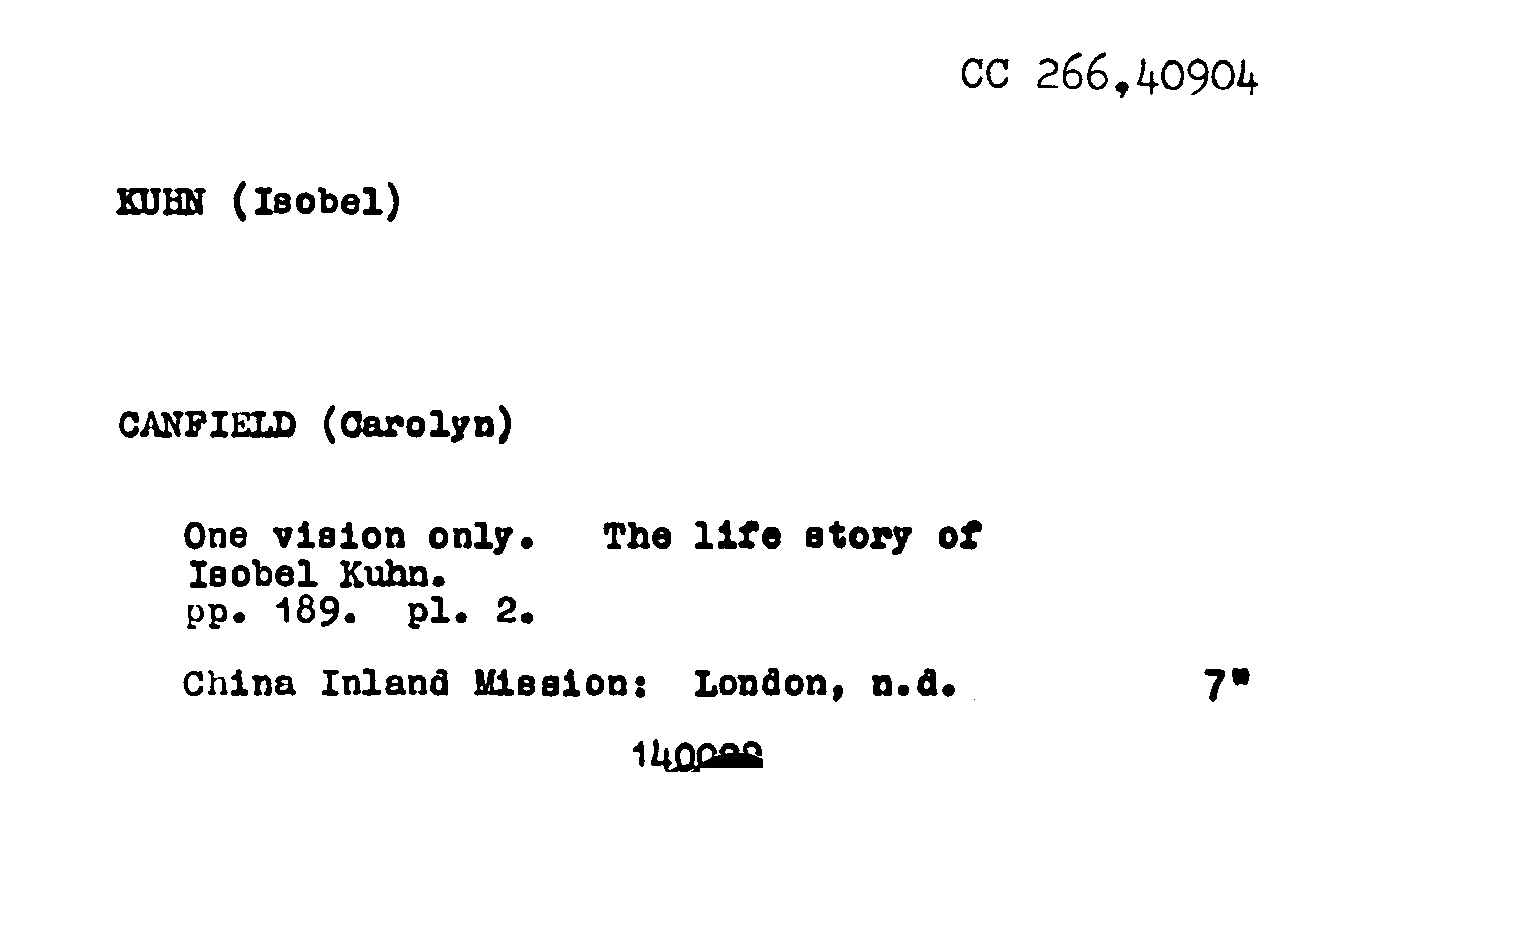 CC 266,40904
KUHN (Isobel)
CANFIELD (Carolyn)
One vision only. The life story of
Isobel Kuhn.
pp. 189. pl. 2.
China Inland Mission: London, n.d. 7"